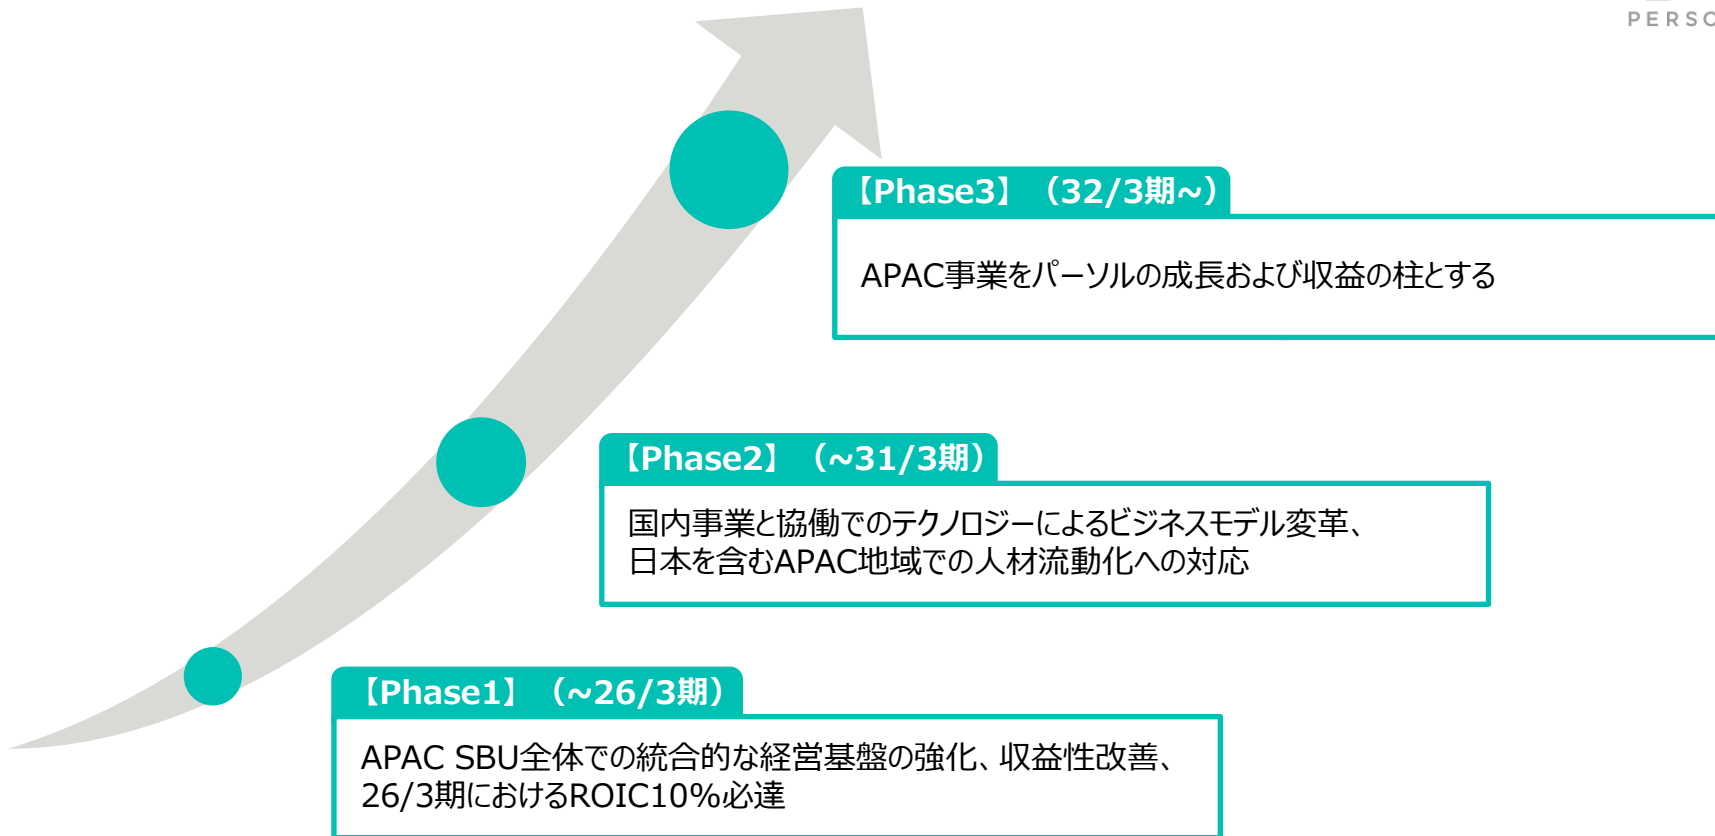 PERSO
【Phase3】（32/3期~）
APAC事業をパーソルの成長および収益の柱とする
【Phase2】（~31/3期）
国内事業と協働でのテクノロジーによるビジネスモデル変革、
日本を含むAPAC地域での人材流動化への対応
【Phase1】（~26/3期）
APAC SBU全体での統合的な経営基盤の強化、収益性改善、
26/3期におけるROIC10%必達